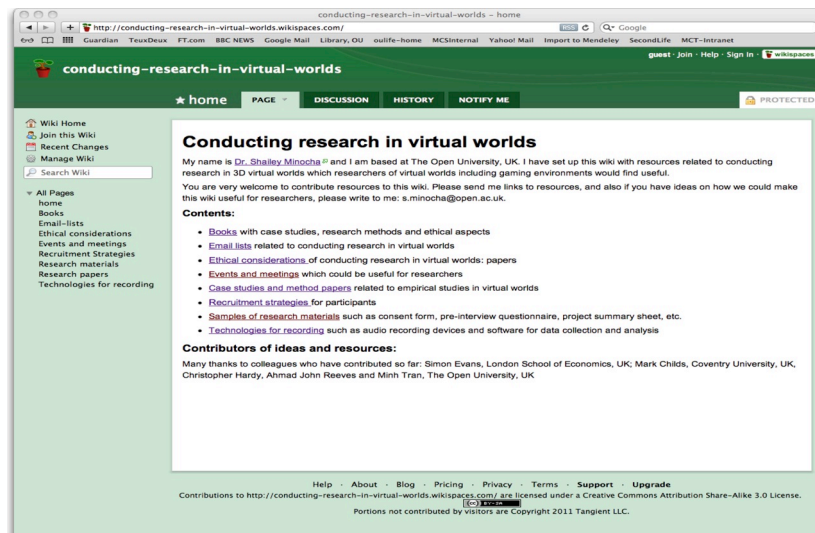 conducting-research-in-virtual-worlds – home
http://conducting-research-in-virtual-worlds.wikispaces.com/ RSS Google
Guardian TeuxDeux FT.com BBC NEWS Google Mail Library, OU oulife-home MCSInternal Yahoo! Mail Import to Mendeley SecondLife MCT-Intranet
guest · Join · Help · Sign In · wikispaces
conducting-research-in-virtual-worlds
home PAGE DISCUSSION HISTORY NOTIFY ME PROTECTED
Wiki Home
Join this Wiki
Recent Changes
Manage Wiki
Search Wiki
All Pages
home
Books
Email-lists
Ethical considerations
Events and meetings
Recruitment Strategies
Research materials
Research papers
Technologies for recording
Conducting research in virtual worlds
My name is Dr. Shailey Minocha and I am based at The Open University, UK. I have set up this wiki with resources related to conducting
research in 3D virtual worlds which researchers of virtual worlds including gaming environments would find useful.
You are very welcome to contribute resources to this wiki. Please send me links to resources, and also if you have ideas on how we could make
this wiki useful for researchers, please write to me: s.minocha@open.ac.uk.
Contents:
• Books with case studies, research methods and ethical aspects
• Email lists related to conducting research in virtual worlds
• Ethical considerations of conducting research in virtual worlds: papers
• Events and meetings which could be useful for researchers
• Case studies and method papers related to empirical studies in virtual worlds
• Recruitment strategies for participants
• Samples of research materials such as consent form, pre-interview questionnaire, project summary sheet, etc.
• Technologies for recording such as audio recording devices and software for data collection and analysis
Contributors of ideas and resources:
Many thanks to colleagues who have contributed so far: Simon Evans, London School of Economics, UK; Mark Childs, Coventry University, UK,
Christopher Hardy, Ahmad John Reeves and Minh Tran, The Open University, UK
Help · About · Blog · Pricing · Privacy · Terms · Support · Upgrade
Contributions to http://conducting-research-in-virtual-worlds.wikispaces.com/ are licensed under a Creative Commons Attribution Share-Alike 3.0 License.
(cc) BY-SA
Portions not contributed by visitors are Copyright 2011 Tangient LLC.